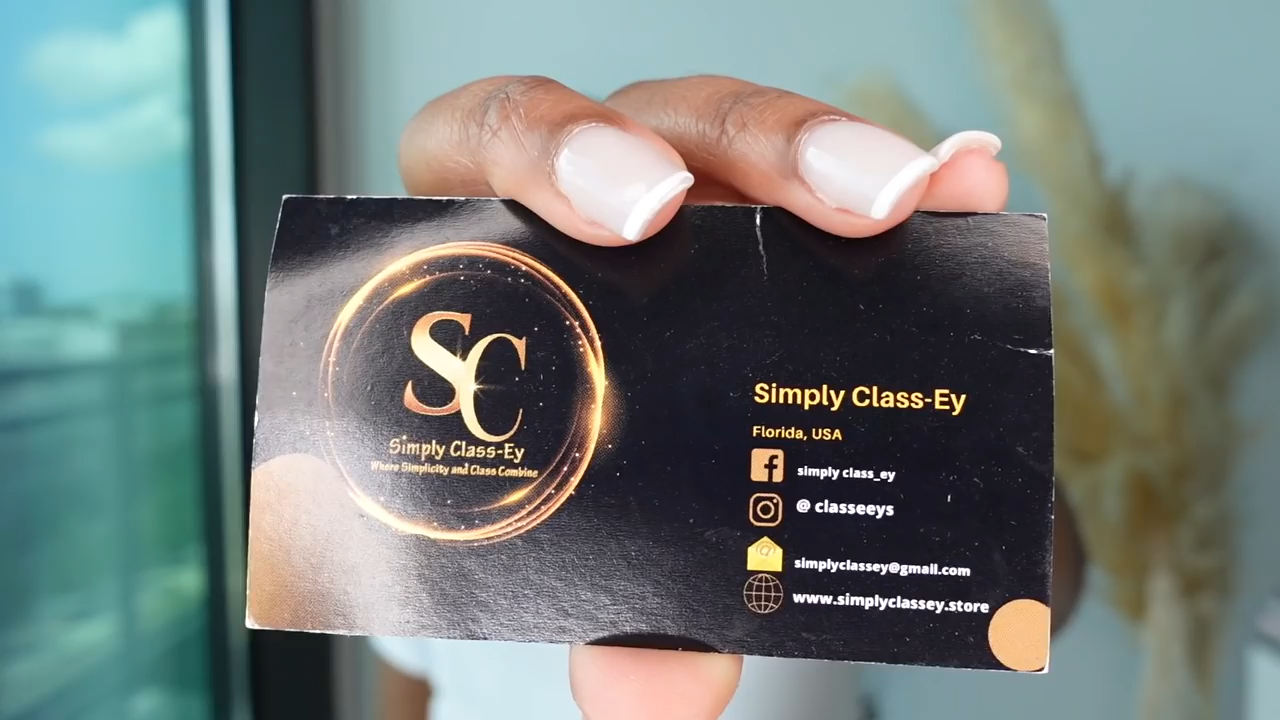 SC
Simply Class-Ey
Where Simplicity and Class Combine
Simply Class-Ey
Florida, USA
simply class_ey
@ classeeys
simplyclassey@gmail.com
www.simplyclassey.store